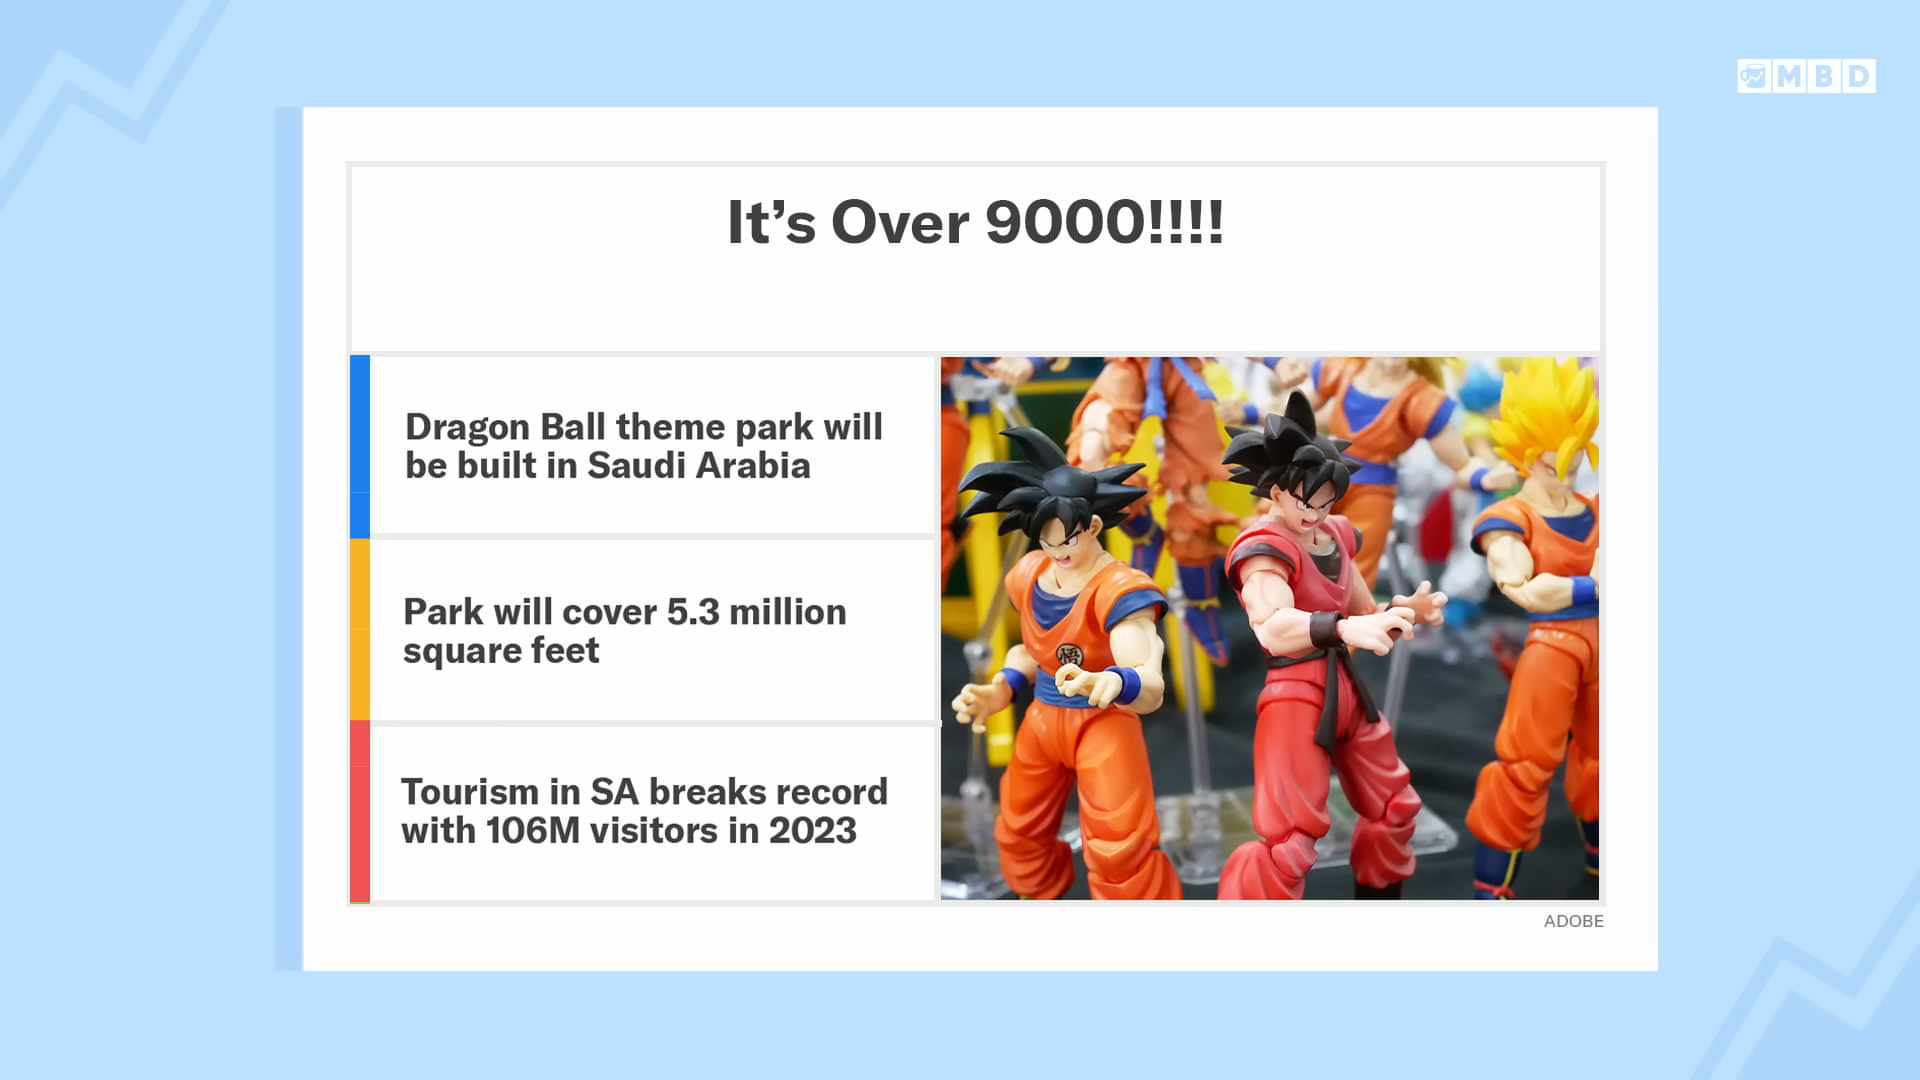 MBD
It's Over 9000!!!!
Dragon Ball theme park will
be built in Saudi Arabia
Park will cover 5.3 million
square feet
Tourism in SA breaks record
with 106M visitors in 2023
悟
ADOBE